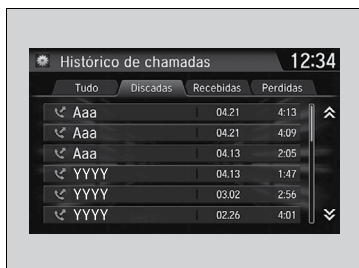 Histórico de chamadas 12:34
Tudo Discadas Recebidas Perdidas
Aaa 04.21 4:13
Aaa 04.21 4:09
Aaa 04.13 2:05
YYYY 04.13 1:47
YYYY 03.02 2:56
YYYY 02.26 4:01